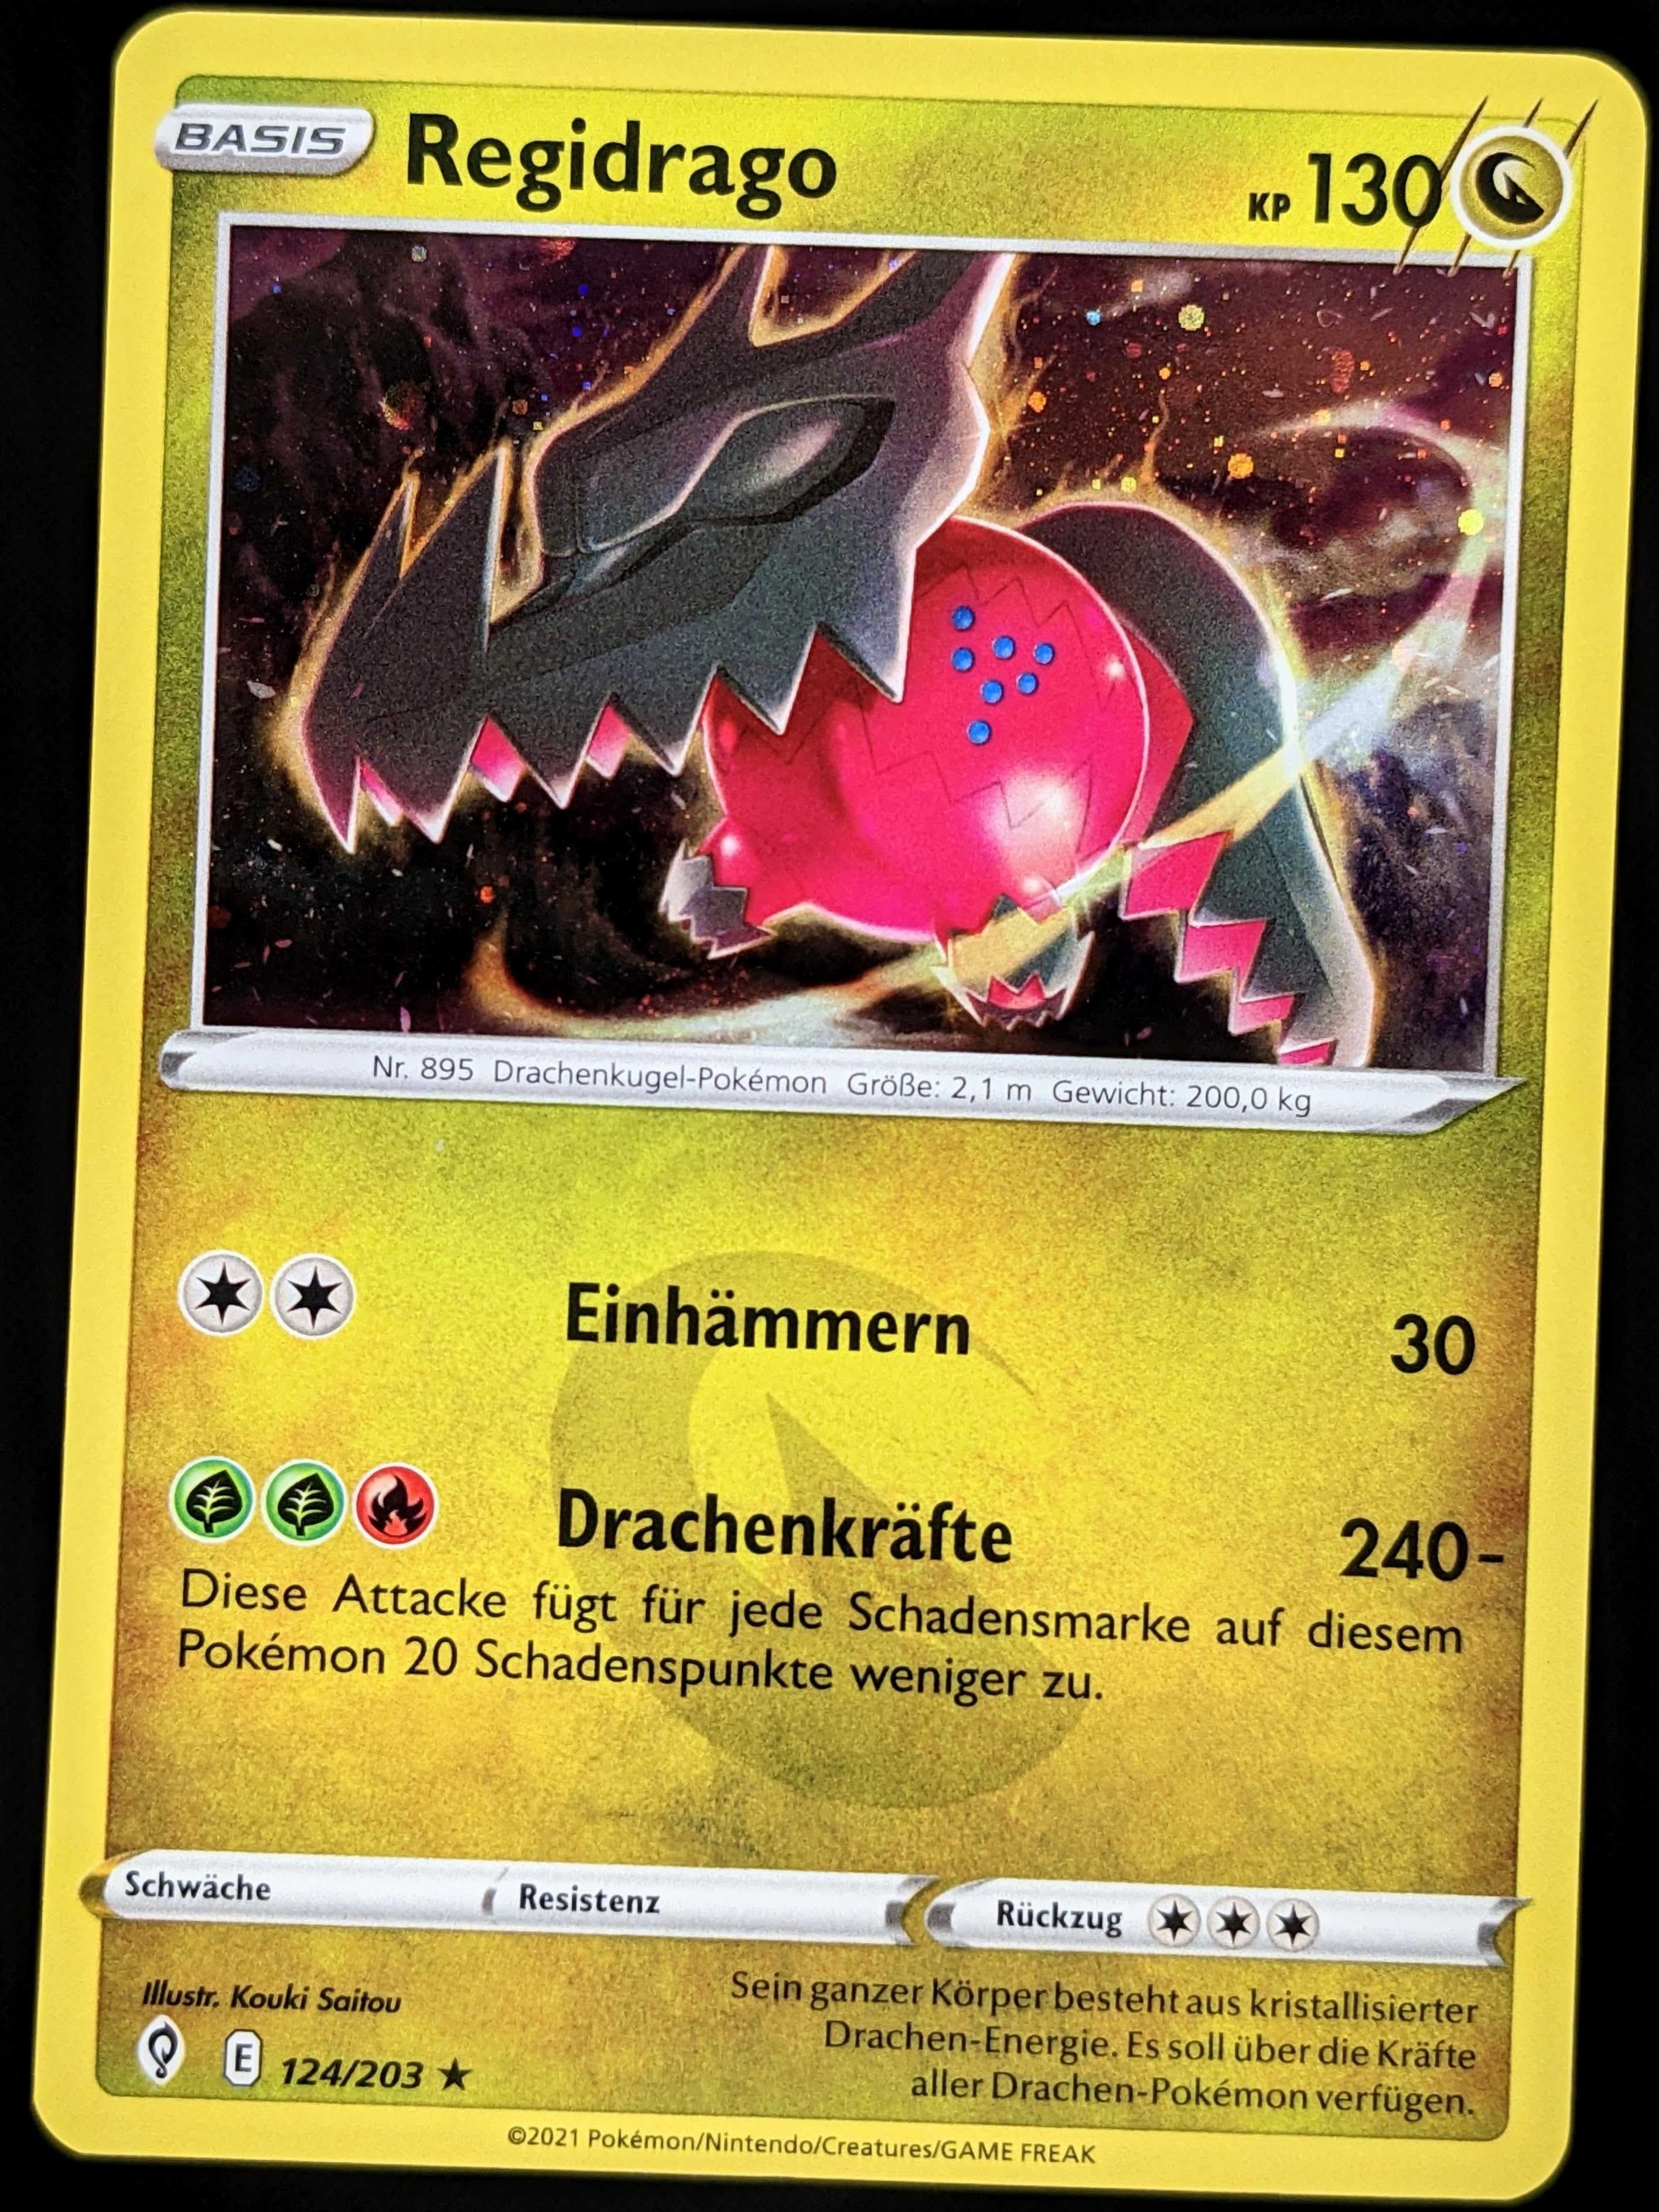 BASIS Regidrago KP 130
Nr. 895 Drachenkugel-Pokémon Größe: 2,1 m Gewicht: 200,0 kg
Einhämmern 30
Drachenkräfte 240-
Diese Attacke fügt für jede Schadensmarke auf diesem
Pokémon 20 Schadenspunkte weniger zu.
Schwäche Resistenz Rückzug
Illustr. Kouki Saitou
E 124/203 ★
Sein ganzer Körper besteht aus kristallisierter
Drachen-Energie. Es soll über die Kräfte
aller Drachen-Pokémon verfügen.
©2021 Pokémon/Nintendo/Creatures/GAME FREAK